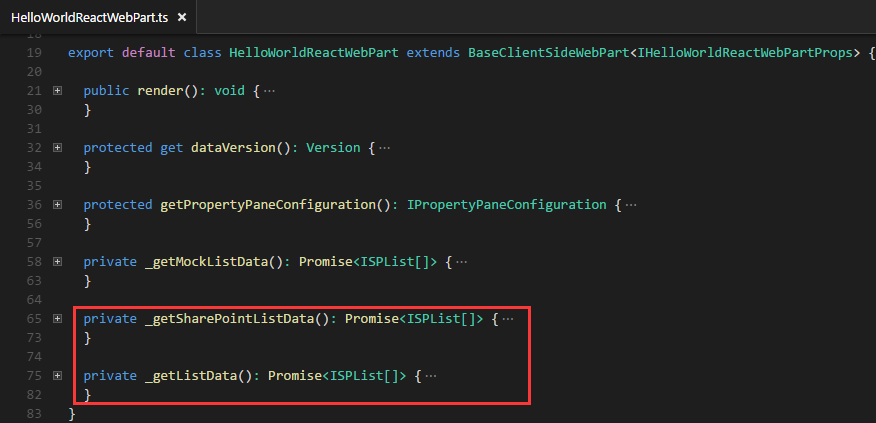 HelloWorldReactWebPart.ts ×
18
19 export default class HelloWorldReactWebPart extends BaseClientSideWebPart<IHelloWorldReactWebPartProps> {
20
21 public render(): void {···
30 }
31
32 protected get dataVersion(): Version {···
34 }
35
36 protected getPropertyPaneConfiguration(): IPropertyPaneConfiguration {···
56 }
57
58 private _getMockListData(): Promise<ISPList[]> {···
63 }
64
65 private _getSharePointListData(): Promise<ISPList[]> {···
73 }
74
75 private _getListData(): Promise<ISPList[]> {···
82 }
83 }